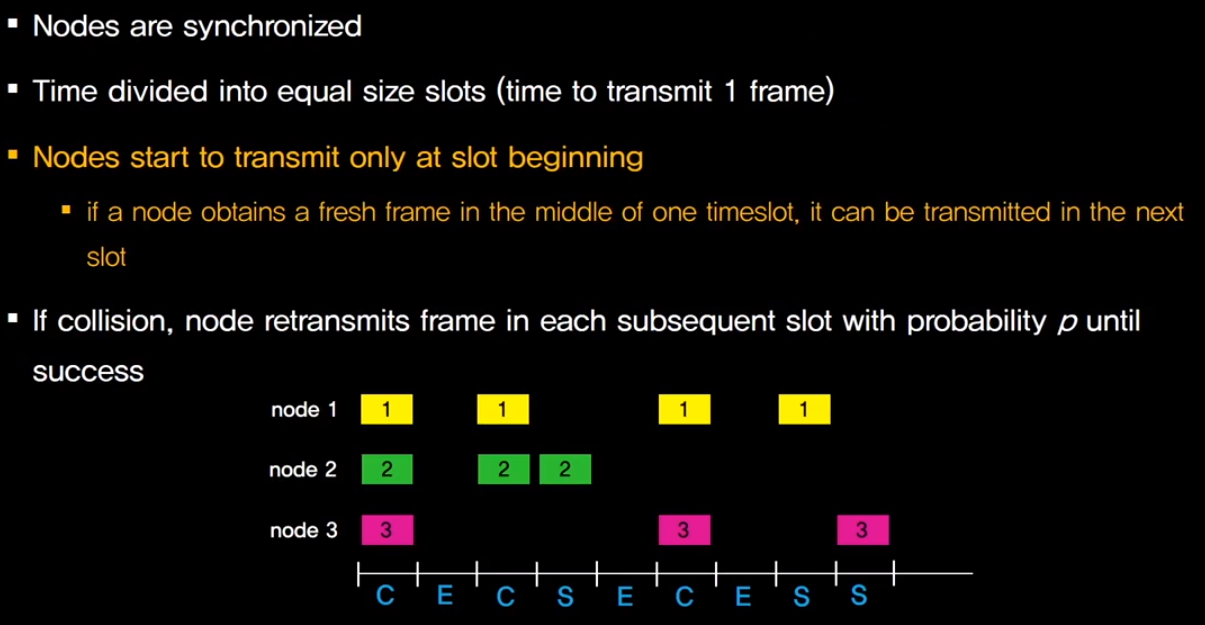 ▪ Nodes are synchronized
▪ Time divided into equal size slots (time to transmit 1 frame)
▪ Nodes start to transmit only at slot beginning
▪ if a node obtains a fresh frame in the middle of one timeslot, it can be transmitted in the next
slot
▪ If collision, node retransmits frame in each subsequent slot with probability p until
success
node 1 1 1 1 1
node 2 2 2 2
node 3 3 3 3
C E C S E C E S S